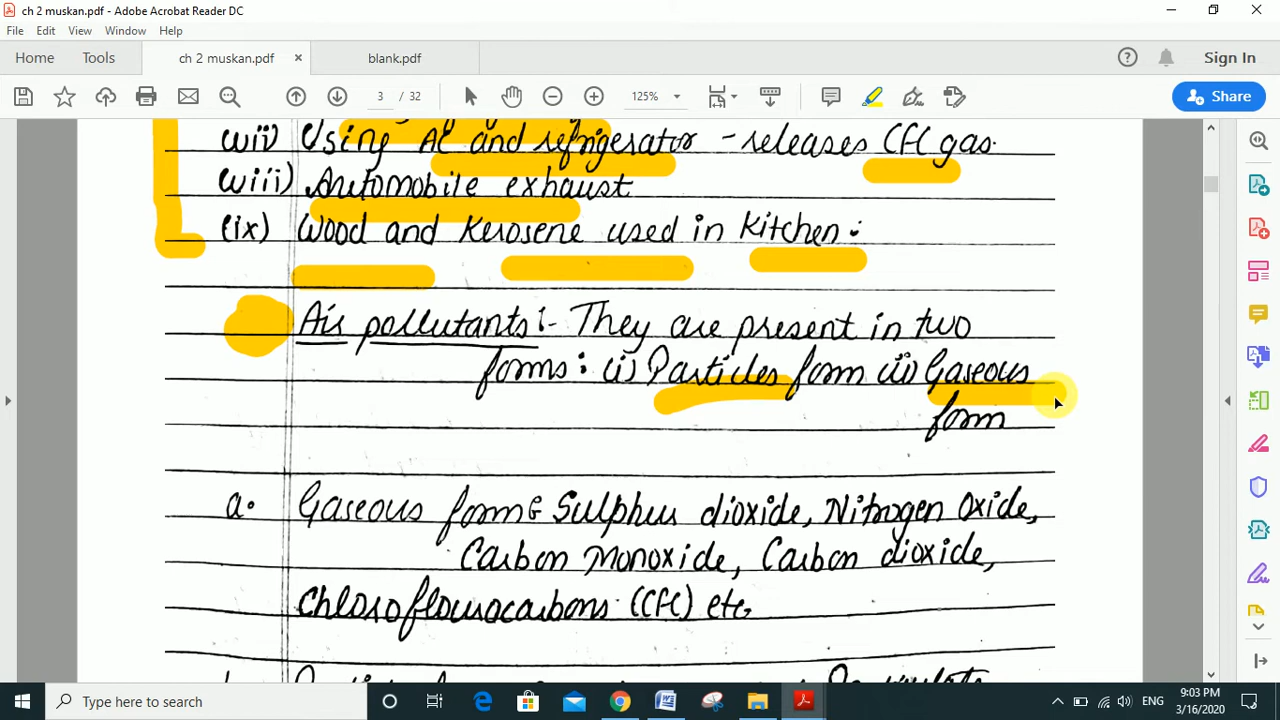 ch 2 muskan.pdf - Adobe Acrobat Reader DC
File Edit View Window Help
Home Tools ch 2 muskan.pdf × blank.pdf Sign In
3 / 32 125% Share
(vii) Using AC and refrigerator - releases CFC gas.
(viii) Automobile exhaust
(ix) Wood and Kerosene used in Kitchen :
Air pollutants :- They are present in two
forms : (i) Particles form (ii) Gaseous
form
a. Gaseous form : Sulphur dioxide, Nitrogen Oxide,
Carbon Monoxide, Carbon dioxide,
Chloroflourocarbons (CFC) etc
Type here to search ENG 9:03 PM
3/16/2020